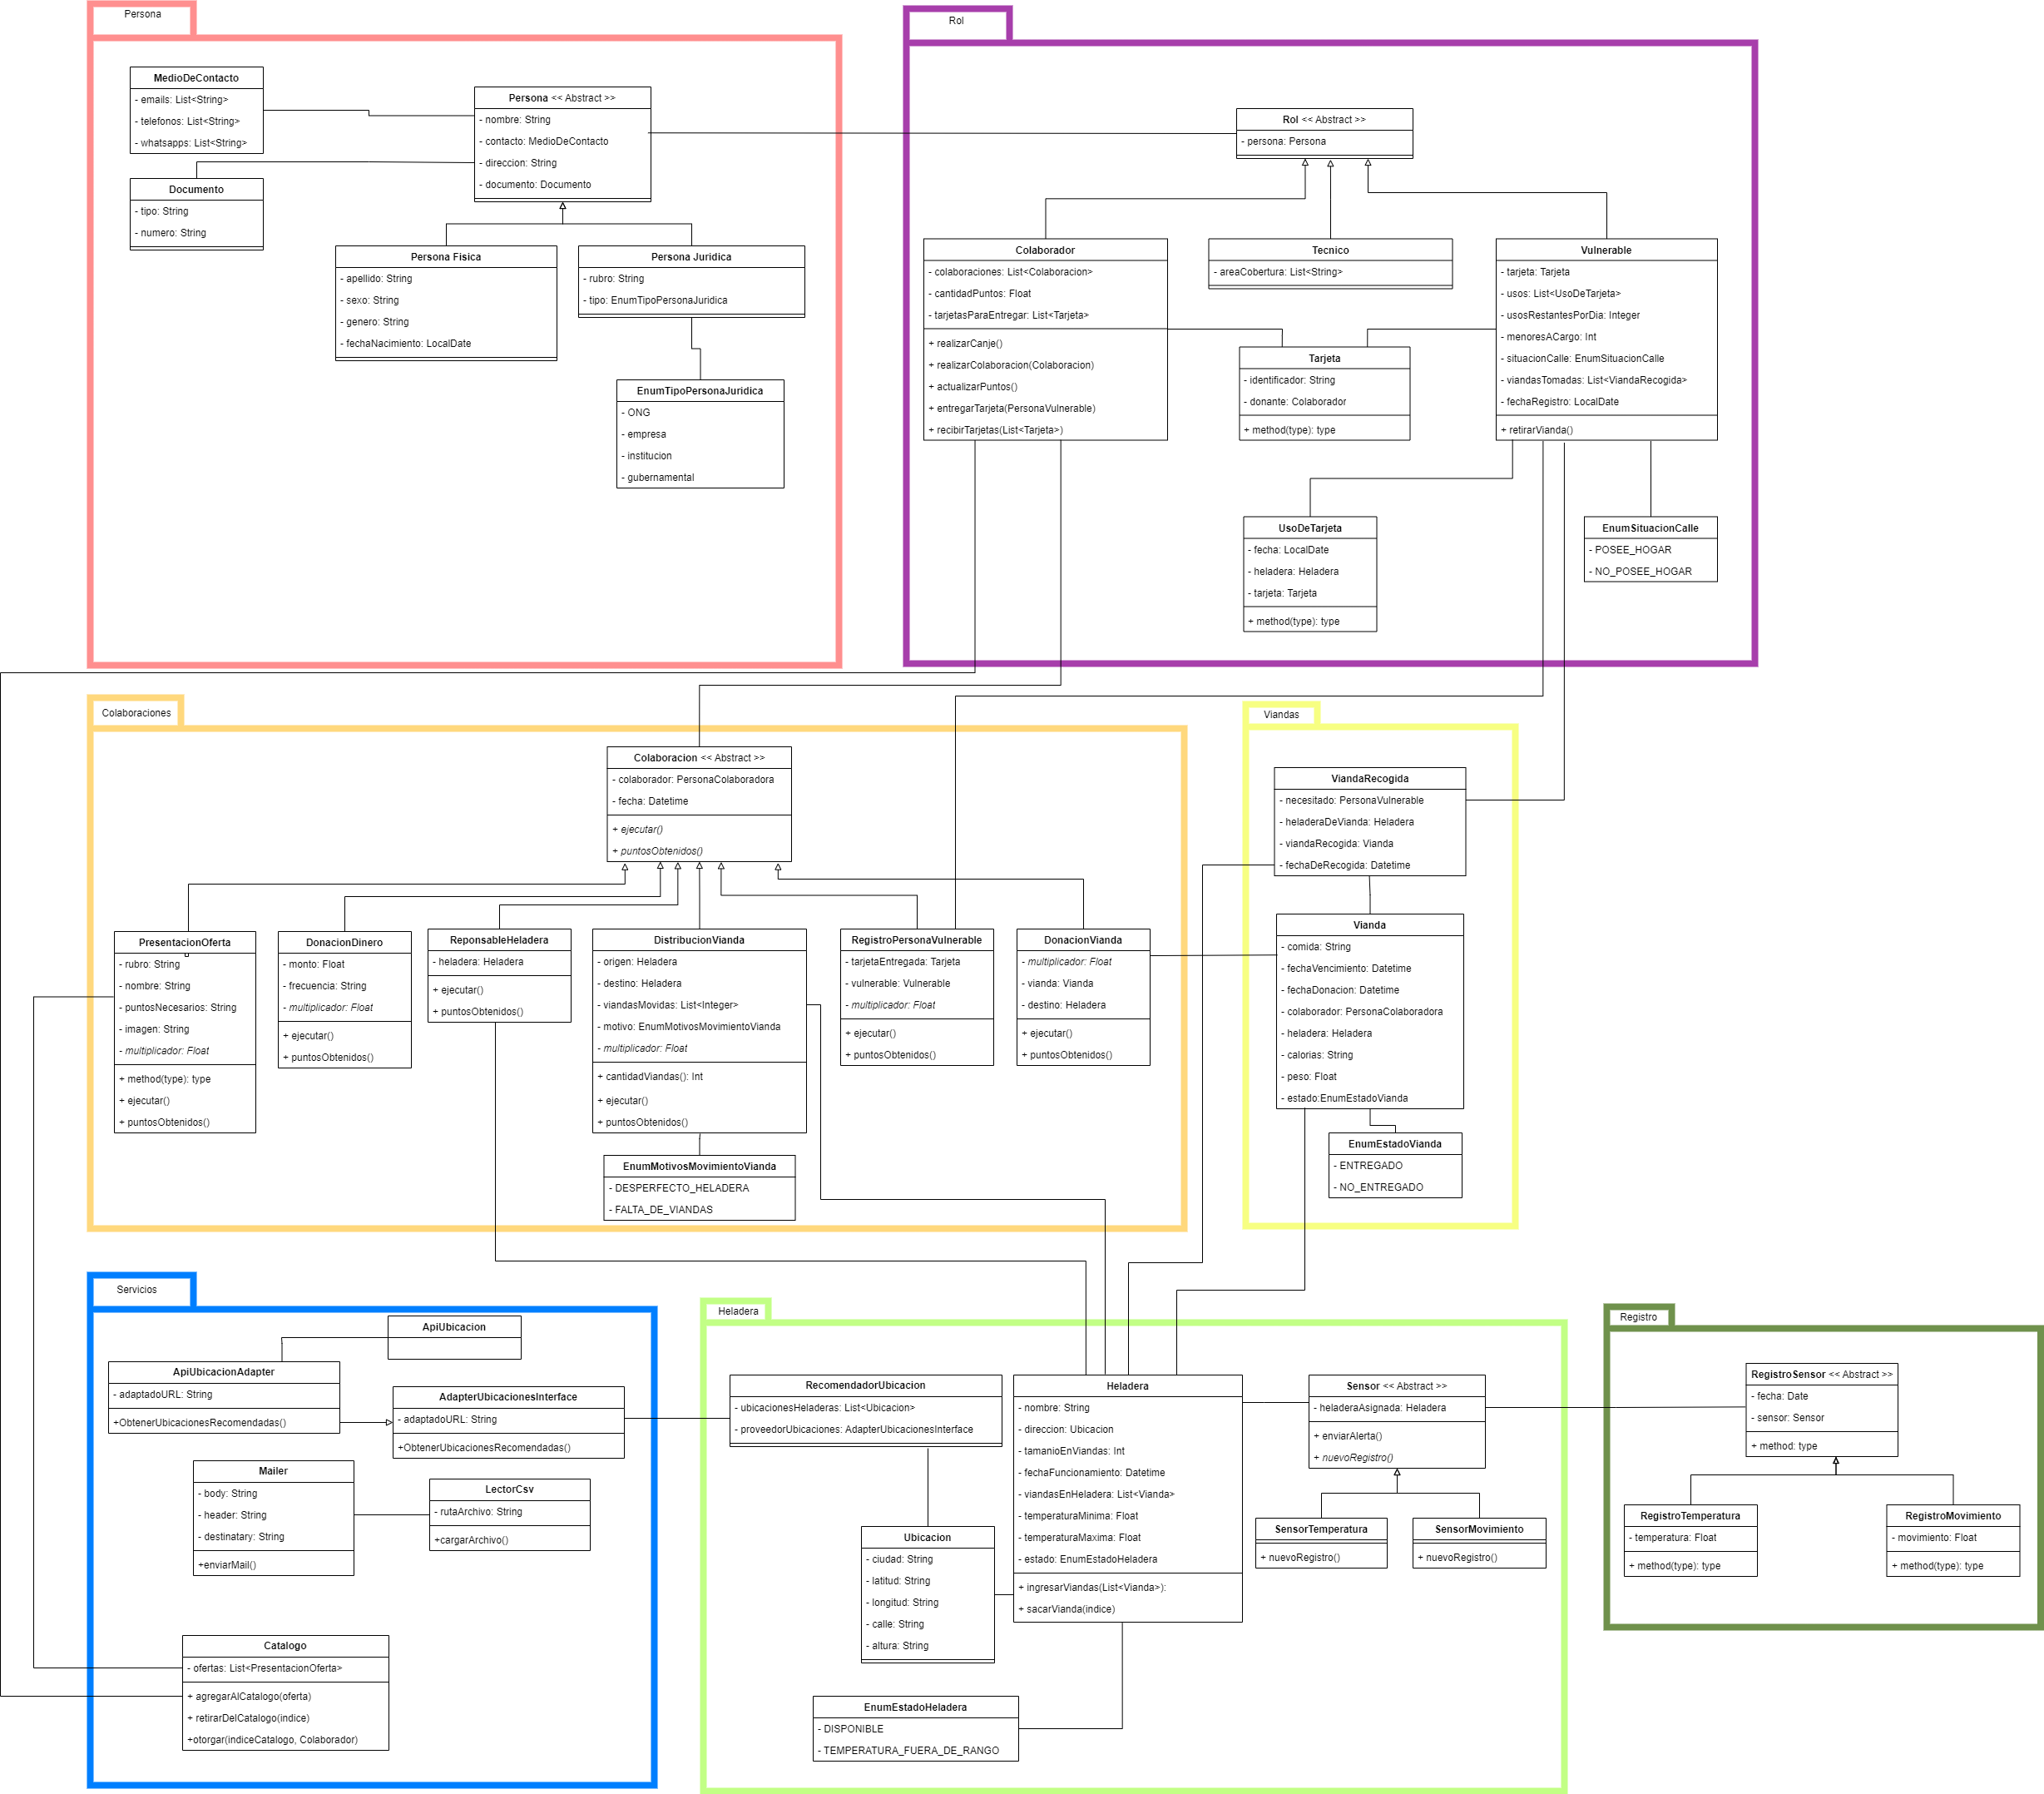 Persona
MedioDeContacto
- emails: List<String>
- telefonos: List<String>
- whatsapps: List<String>
Persona << Abstract >>
- nombre: String
- contacto: MedioDeContacto
- direccion: String
- documento: Documento
Documento
- tipo: String
- numero: String
Persona Fisica
- apellido: String
- sexo: String
- genero: String
- fechaNacimiento: LocalDate
Persona Juridica
- rubro: String
- tipo: EnumTipoPersonaJuridica
EnumTipoPersonaJuridica
- ONG
- empresa
- institucion
- gubernamental
Rol
Rol << Abstract >>
- persona: Persona
Colaborador
- colaboraciones: List<Colaboracion>
- cantidadPuntos: Float
- tarjetasParaEntregar: List<Tarjeta>
+ realizarCanje()
+ realizarColaboracion(Colaboracion)
+ actualizarPuntos()
+ entregarTarjeta(PersonaVulnerable)
+ recibirTarjetas(List<Tarjeta>)
Tecnico
- areaCobertura: List<String>
Vulnerable
- tarjeta: Tarjeta
- usos: List<UsoDeTarjeta>
- usosRestantesPorDia: Integer
- menoresACargo: Int
- situacionCalle: EnumSituacionCalle
- viandasTomadas: List<ViandaRecogida>
- fechaRegistro: LocalDate
+ retirarVianda()
Tarjeta
- identificador: String
- donante: Colaborador
+ method(type): type
UsoDeTarjeta
- fecha: LocalDate
- heladera: Heladera
- tarjeta: Tarjeta
+ method(type): type
EnumSituacionCalle
- POSEE_HOGAR
- NO_POSEE_HOGAR
Colaboraciones
Colaboracion << Abstract >>
- colaborador: PersonaColaboradora
- fecha: Datetime
+ ejecutar()
+ puntosObtenidos()
PresentacionOferta
- rubro: String
- nombre: String
- puntosNecesarios: String
- imagen: String
- multiplicador: Float
+ method(type): type
+ ejecutar()
+ puntosObtenidos()
DonacionDinero
- monto: Float
- frecuencia: String
- multiplicador: Float
+ ejecutar()
+ puntosObtenidos()
ReponsableHeladera
- heladera: Heladera
+ ejecutar()
+ puntosObtenidos()
DistribucionVianda
- origen: Heladera
- destino: Heladera
- viandasMovidas: List<Integer>
- motivo: EnumMotivosMovimientoVianda
- multiplicador: Float
+ cantidadViandas(): Int
+ ejecutar()
+ puntosObtenidos()
RegistroPersonaVulnerable
- tarjetaEntregada: Tarjeta
- vulnerable: Vulnerable
- multiplicador: Float
+ ejecutar()
+ puntosObtenidos()
DonacionVianda
- multiplicador: Float
- vianda: Vianda
- destino: Heladera
+ ejecutar()
+ puntosObtenidos()
EnumMotivosMovimientoVianda
- DESPERFECTO_HELADERA
- FALTA_DE_VIANDAS
Viandas
ViandaRecogida
- necesitado: PersonaVulnerable
- heladeraDeVianda: Heladera
- viandaRecogida: Vianda
- fechaDeRecogida: Datetime
Vianda
- comida: String
- fechaVencimiento: Datetime
- fechaDonacion: Datetime
- colaborador: PersonaColaboradora
- heladera: Heladera
- calorias: String
- peso: Float
- estado:EnumEstadoVianda
EnumEstadoVianda
- ENTREGADO
- NO_ENTREGADO
Servicios
ApiUbicacion
ApiUbicacionAdapter
- adaptadoURL: String
+ObtenerUbicacionesRecomendadas()
AdapterUbicacionesInterface
- adaptadoURL: String
+ObtenerUbicacionesRecomendadas()
Mailer
- body: String
- header: String
- destinatary: String
+enviarMail()
LectorCsv
- rutaArchivo: String
+cargarArchivo()
Catalogo
- ofertas: List<PresentacionOferta>
+ agregarAlCatalogo(oferta)
+ retirarDelCatalogo(indice)
+otorgar(indiceCatalogo, Colaborador)
Heladera
RecomendadorUbicacion
- ubicacionesHeladeras: List<Ubicacion>
- proveedorUbicaciones: AdapterUbicacionesInterface
Heladera
- nombre: String
- direccion: Ubicacion
- tamanioEnViandas: Int
- fechaFuncionamiento: Datetime
- viandasEnHeladera: List<Vianda>
- temperaturaMinima: Float
- temperaturaMaxima: Float
- estado: EnumEstadoHeladera
+ ingresarViandas(List<Vianda>):
+ sacarVianda(indice)
Sensor << Abstract >>
- heladeraAsignada: Heladera
+ enviarAlerta()
+ nuevoRegistro()
SensorTemperatura
+ nuevoRegistro()
SensorMovimiento
+ nuevoRegistro()
Ubicacion
- ciudad: String
- latitud: String
- longitud: String
- calle: String
- altura: String
EnumEstadoHeladera
- DISPONIBLE
- TEMPERATURA_FUERA_DE_RANGO
Registro
RegistroSensor << Abstract >>
- fecha: Date
- sensor: Sensor
+ method: type
RegistroTemperatura
- temperatura: Float
+ method(type): type
RegistroMovimiento
- movimiento: Float
+ method(type): type